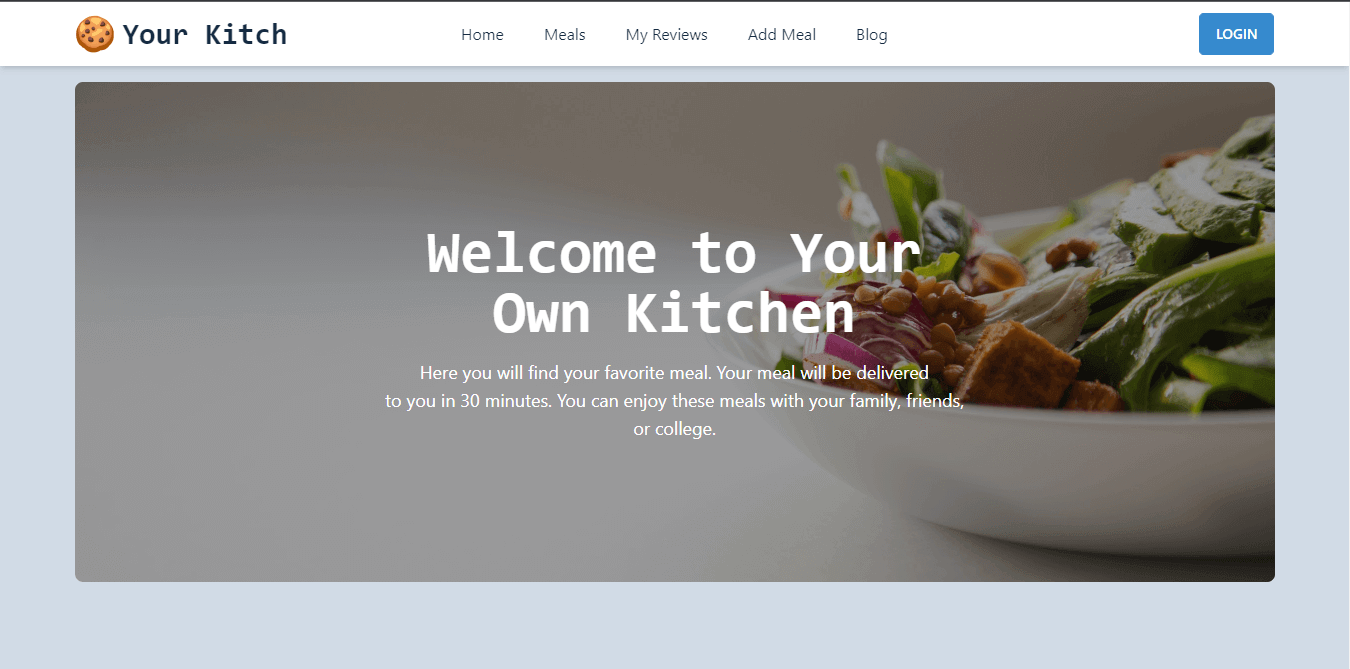 Your Kitch
Home
Meals
My Reviews
Add Meal
Blog
LOGIN
Welcome to Your
Own Kitchen
Here you will find your favorite meal. Your meal will be delivered
to you in 30 minutes. You can enjoy these meals with your family, friends,
or college.